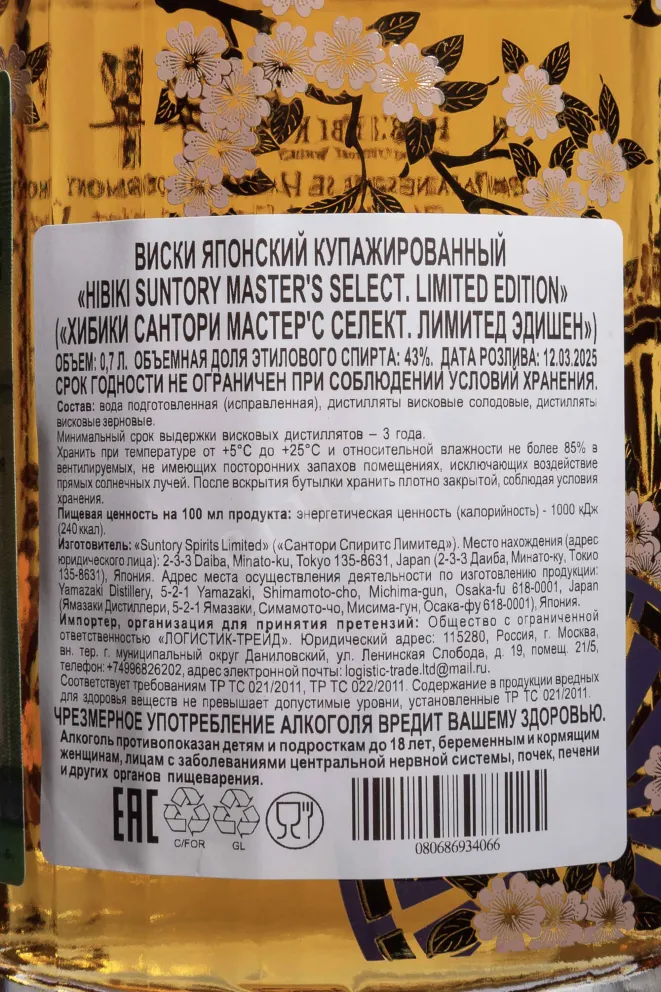 ВИСКИ ЯПОНСКИЙ КУПАЖИРОВАННЫЙ
«HIBIKI SUNTORY MASTER'S SELECT. LIMITED EDITION»
(«ХИБИКИ САНТОРИ МАСТЕР'С СЕЛЕКТ. ЛИМИТЕД ЭДИШЕН»)
ОБЪЕМ: 0,7 Л. ОБЪЕМНАЯ ДОЛЯ ЭТИЛОВОГО СПИРТА: 43%. ДАТА РОЗЛИВА: 12.03.2025
СРОК ГОДНОСТИ НЕ ОГРАНИЧЕН ПРИ СОБЛЮДЕНИИ УСЛОВИЙ ХРАНЕНИЯ.
Состав: вода подготовленная (исправленная), дистилляты висковые солодовые, дистилляты
висковые зерновые.
Минимальный срок выдержки висковых дистиллятов – 3 года.
Хранить при температуре от +5°С до +25°С и относительной влажности не более 85% в
вентилируемых, не имеющих посторонних запахов помещениях, исключающих воздействие
прямых солнечных лучей. После вскрытия бутылки хранить плотно закрытой, соблюдая условия
хранения.
Пищевая ценность на 100 мл продукта: энергетическая ценность (калорийность) - 1000 кДж
(240 ккал).
Изготовитель: «Suntory Spirits Limited» («Сантори Спиритс Лимитед»). Место нахождения (адрес
юридического лица): 2-3-3 Daiba, Minato-ku, Tokyo 135-8631, Japan (2-3-3 Даиба, Минато-ку, Токио
135-8631), Япония. Адрес места осуществления деятельности по изготовлению продукции:
Yamazaki Distillery, 5-2-1 Yamazaki, Shimamoto-cho, Michima-gun, Osaka-fu 618-0001, Japan
(Ямазаки Дистиллери, 5-2-1 Ямазаки, Симамото-чо, Мисима-гун, Осака-фу 618-0001), Япония.
Импортер, организация для принятия претензий: Общество с ограниченной
ответственностью «ЛОГИСТИК-ТРЕЙД». Юридический адрес: 115280, Россия, г. Москва,
вн. тер. г. муниципальный округ Даниловский, ул. Ленинская Слобода, д. 19, помещ. 21/5,
телефон: +74996826202, адрес электронной почты: logistic-trade.ltd@mail.ru.
Соответствует требованиям ТР ТС 021/2011, ТР ТС 022/2011. Содержание в продукции вредных
для здоровья веществ не превышает допустимые уровни, установленные ТР ТС 021/2011.
ЧРЕЗМЕРНОЕ УПОТРЕБЛЕНИЕ АЛКОГОЛЯ ВРЕДИТ ВАШЕМУ ЗДОРОВЬЮ.
Алкоголь противопоказан детям и подросткам до 18 лет, беременным и кормящим
женщинам, лицам с заболеваниями центральной нервной системы, почек, печени
и других органов пищеварения.
EAC
C/FOR GL
080686934066